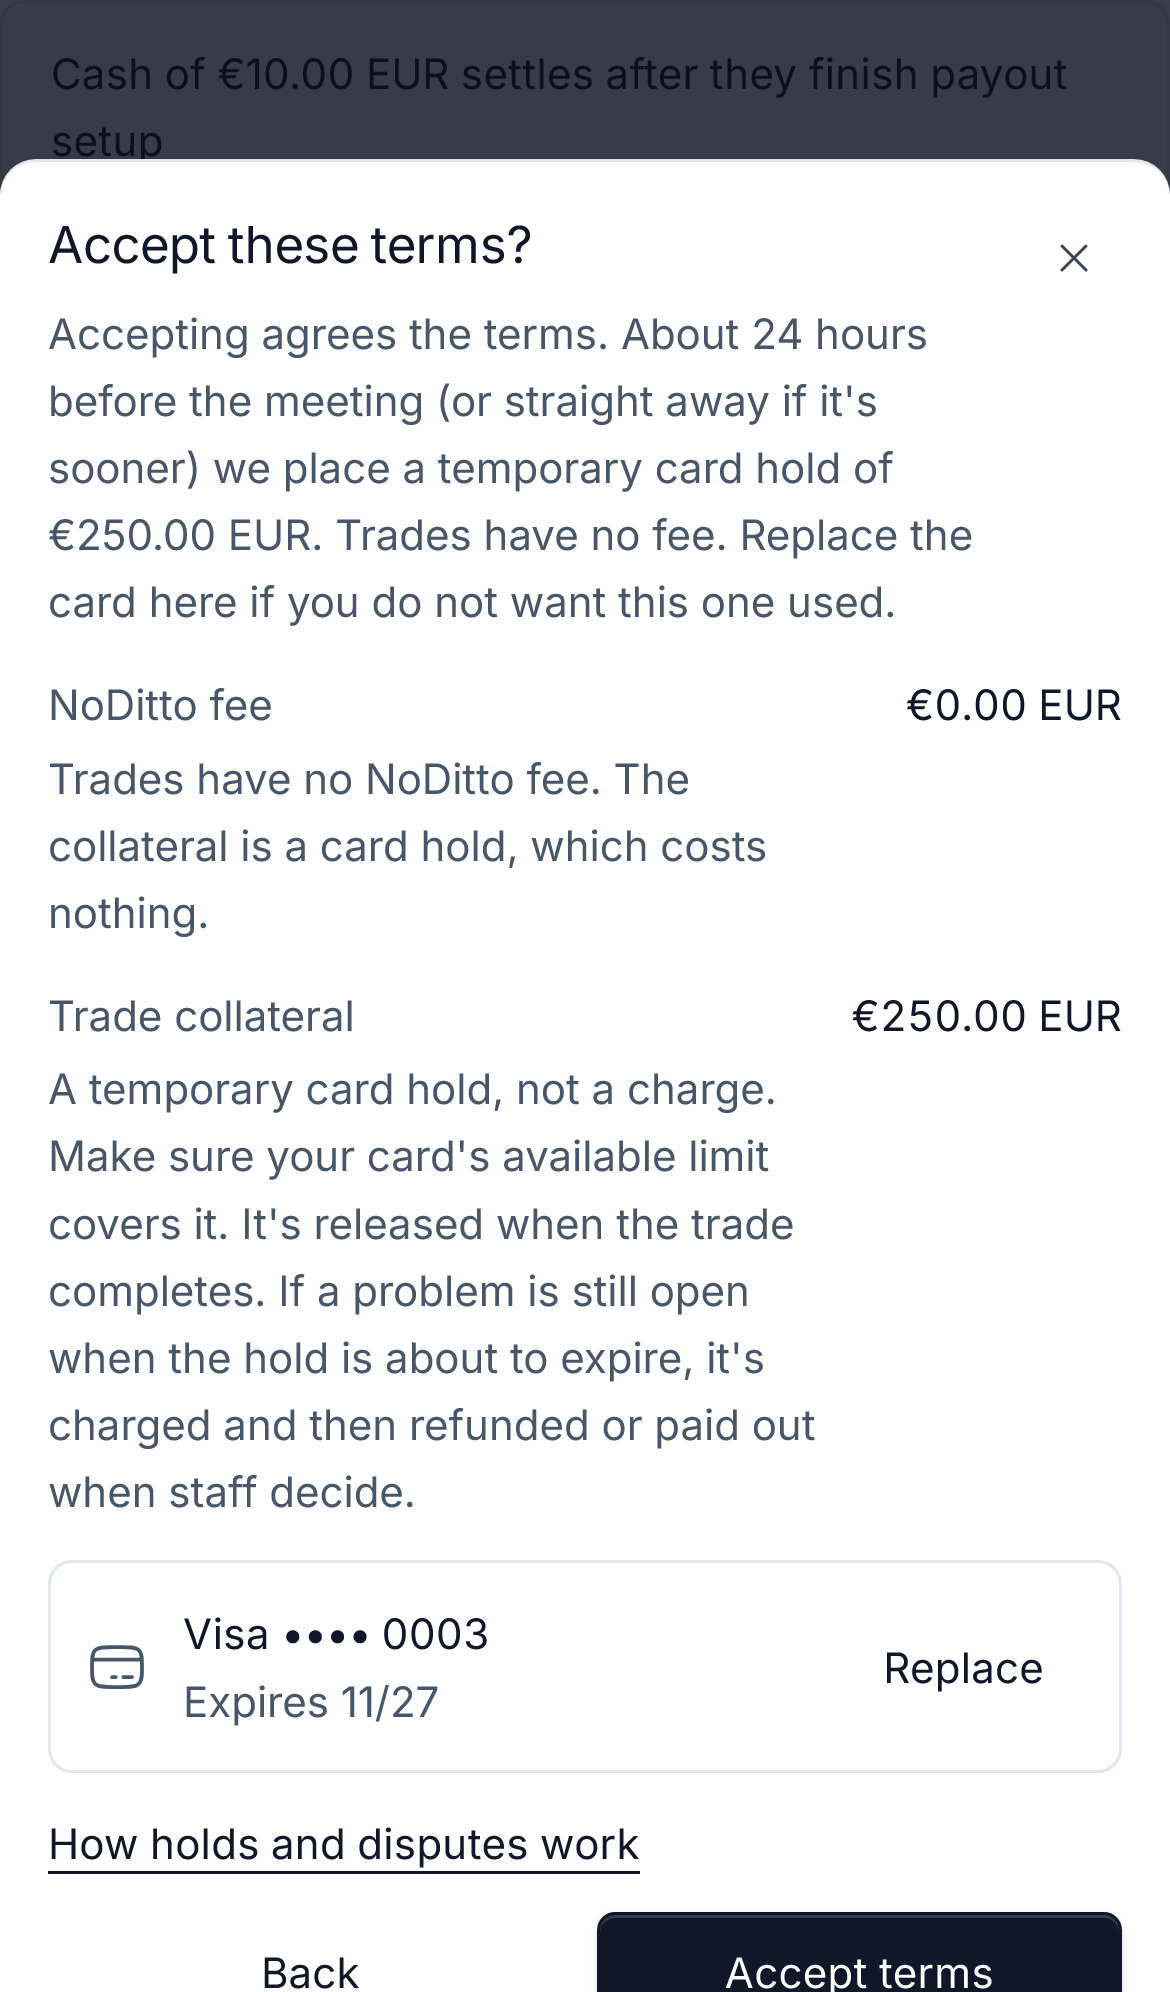 Cash of €10.00 EUR settles after they finish payout
setup
Accept these terms?
Accepting agrees the terms. About 24 hours
before the meeting (or straight away if it's
sooner) we place a temporary card hold of
€250.00 EUR. Trades have no fee. Replace the
card here if you do not want this one used.
NoDitto fee
€0.00 EUR
Trades have no NoDitto fee. The
collateral is a card hold, which costs
nothing.
Trade collateral
€250.00 EUR
A temporary card hold, not a charge.
Make sure your card's available limit
covers it. It's released when the trade
completes. If a problem is still open
when the hold is about to expire, it's
charged and then refunded or paid out
when staff decide.
Visa •••• 0003
Expires 11/27
Replace
How holds and disputes work
Back
Accept terms